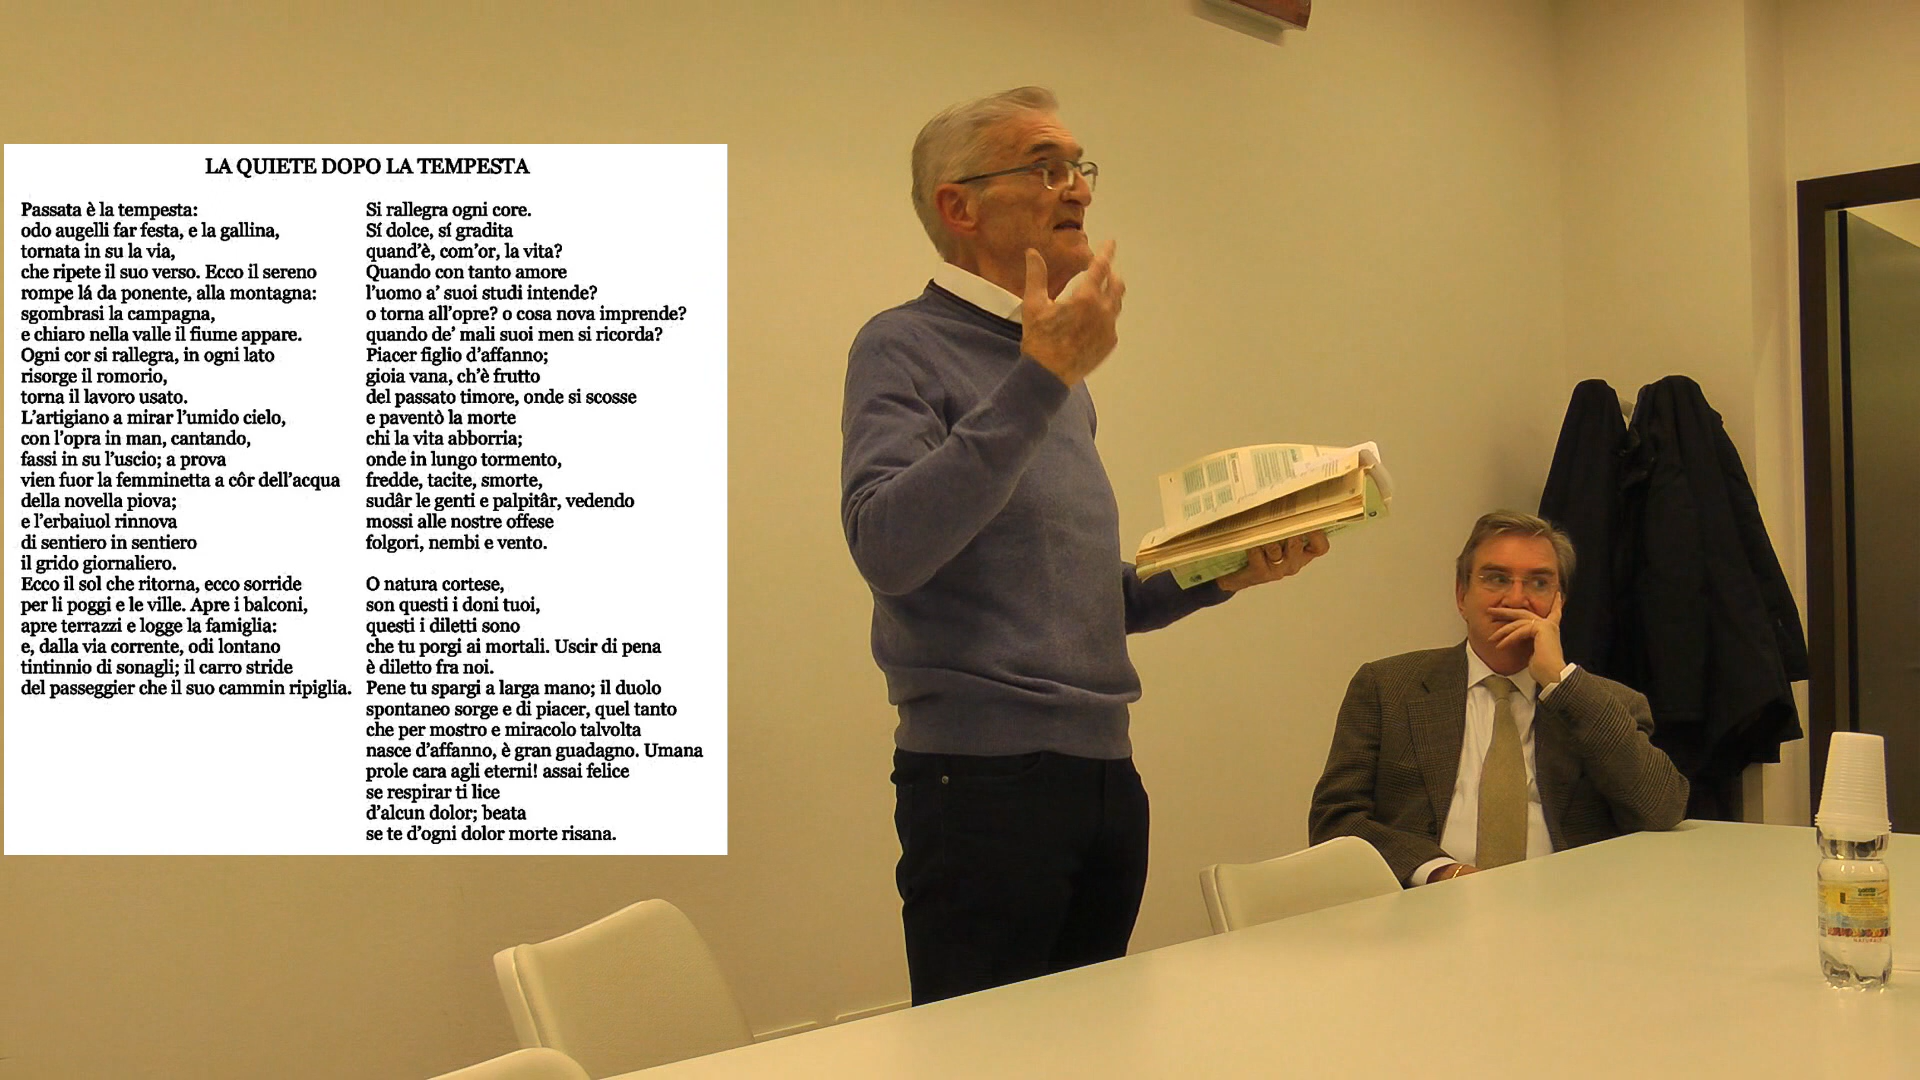 LA QUIETE DOPO LA TEMPESTA
Passata è la tempesta:
odo augelli far festa, e la gallina,
tornata in su la via,
che ripete il suo verso. Ecco il sereno
rompe lá da ponente, alla montagna:
sgombrasi la campagna,
e chiaro nella valle il fiume appare.
Ogni cor si rallegra, in ogni lato
risorge il romorio,
torna il lavoro usato.
L'artigiano a mirar l'umido cielo,
con l'opra in man, cantando,
fassi in su l'uscio; a prova
vien fuor la femminetta a côr dell'acqua
della novella piova;
e l'erbaiuol rinnova
di sentiero in sentiero
il grido giornaliero.
Ecco il sol che ritorna, ecco sorride
per li poggi e le ville. Apre i balconi,
apre terrazzi e logge la famiglia:
e, dalla via corrente, odi lontano
tintinnio di sonagli; il carro stride
del passeggier che il suo cammin ripiglia.
Si rallegra ogni core.
Sí dolce, sí gradita
quand'è, com'or, la vita?
Quando con tanto amore
l'uomo a' suoi studi intende?
o torna all'opre? o cosa nova imprende?
quando de' mali suoi men si ricorda?
Piacer figlio d'affanno;
gioia vana, ch'è frutto
del passato timore, onde si scosse
e paventò la morte
chi la vita abborria;
onde in lungo tormento,
fredde, tacite, smorte,
sudâr le genti e palpitâr, vedendo
mossi alle nostre offese
folgori, nembi e vento.
O natura cortese,
son questi i doni tuoi,
questi i diletti sono
che tu porgi ai mortali. Uscir di pena
è diletto fra noi.
Pene tu spargi a larga mano; il duolo
spontaneo sorge e di piacer, quel tanto
che per mostro e miracolo talvolta
nasce d'affanno, è gran guadagno. Umana
prole cara agli eterni! assai felice
se respirar ti lice
d'alcun dolor; beata
se te d'ogni dolor morte risana.